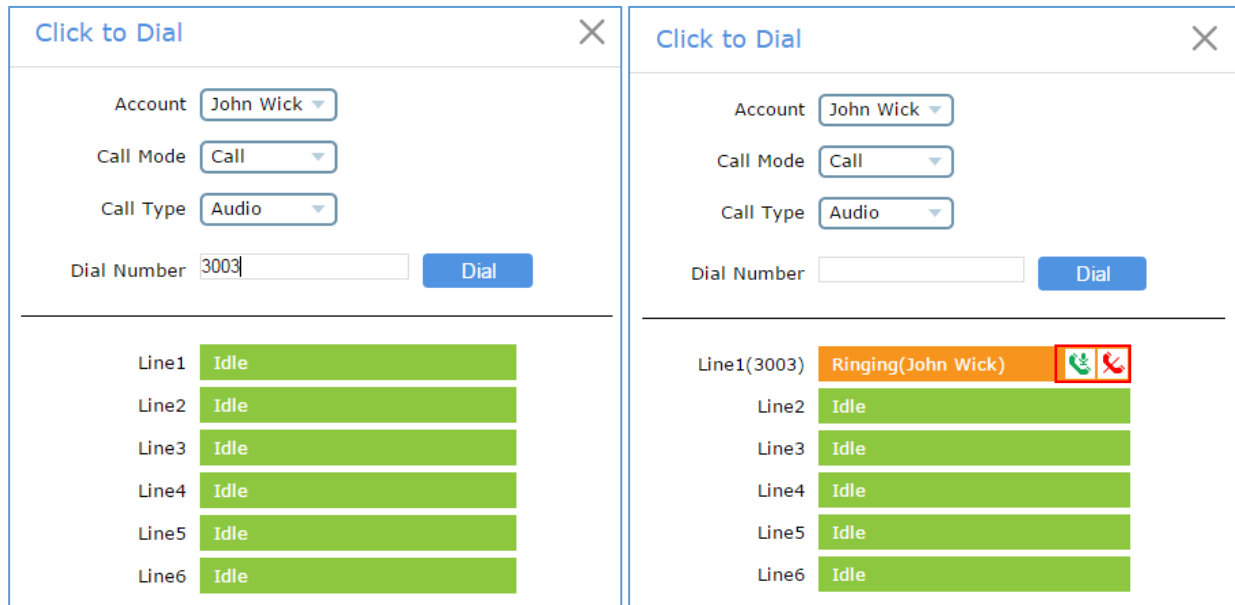 Click to Dial
Account John Wick
Call Mode Call
Call Type Audio
Dial Number 3003 Dial
Line1 Idle
Line2 Idle
Line3 Idle
Line4 Idle
Line5 Idle
Line6 Idle
Click to Dial
Account John Wick
Call Mode Call
Call Type Audio
Dial Number Dial
Line1(3003) Ringing(John Wick)
Line2 Idle
Line3 Idle
Line4 Idle
Line5 Idle
Line6 Idle